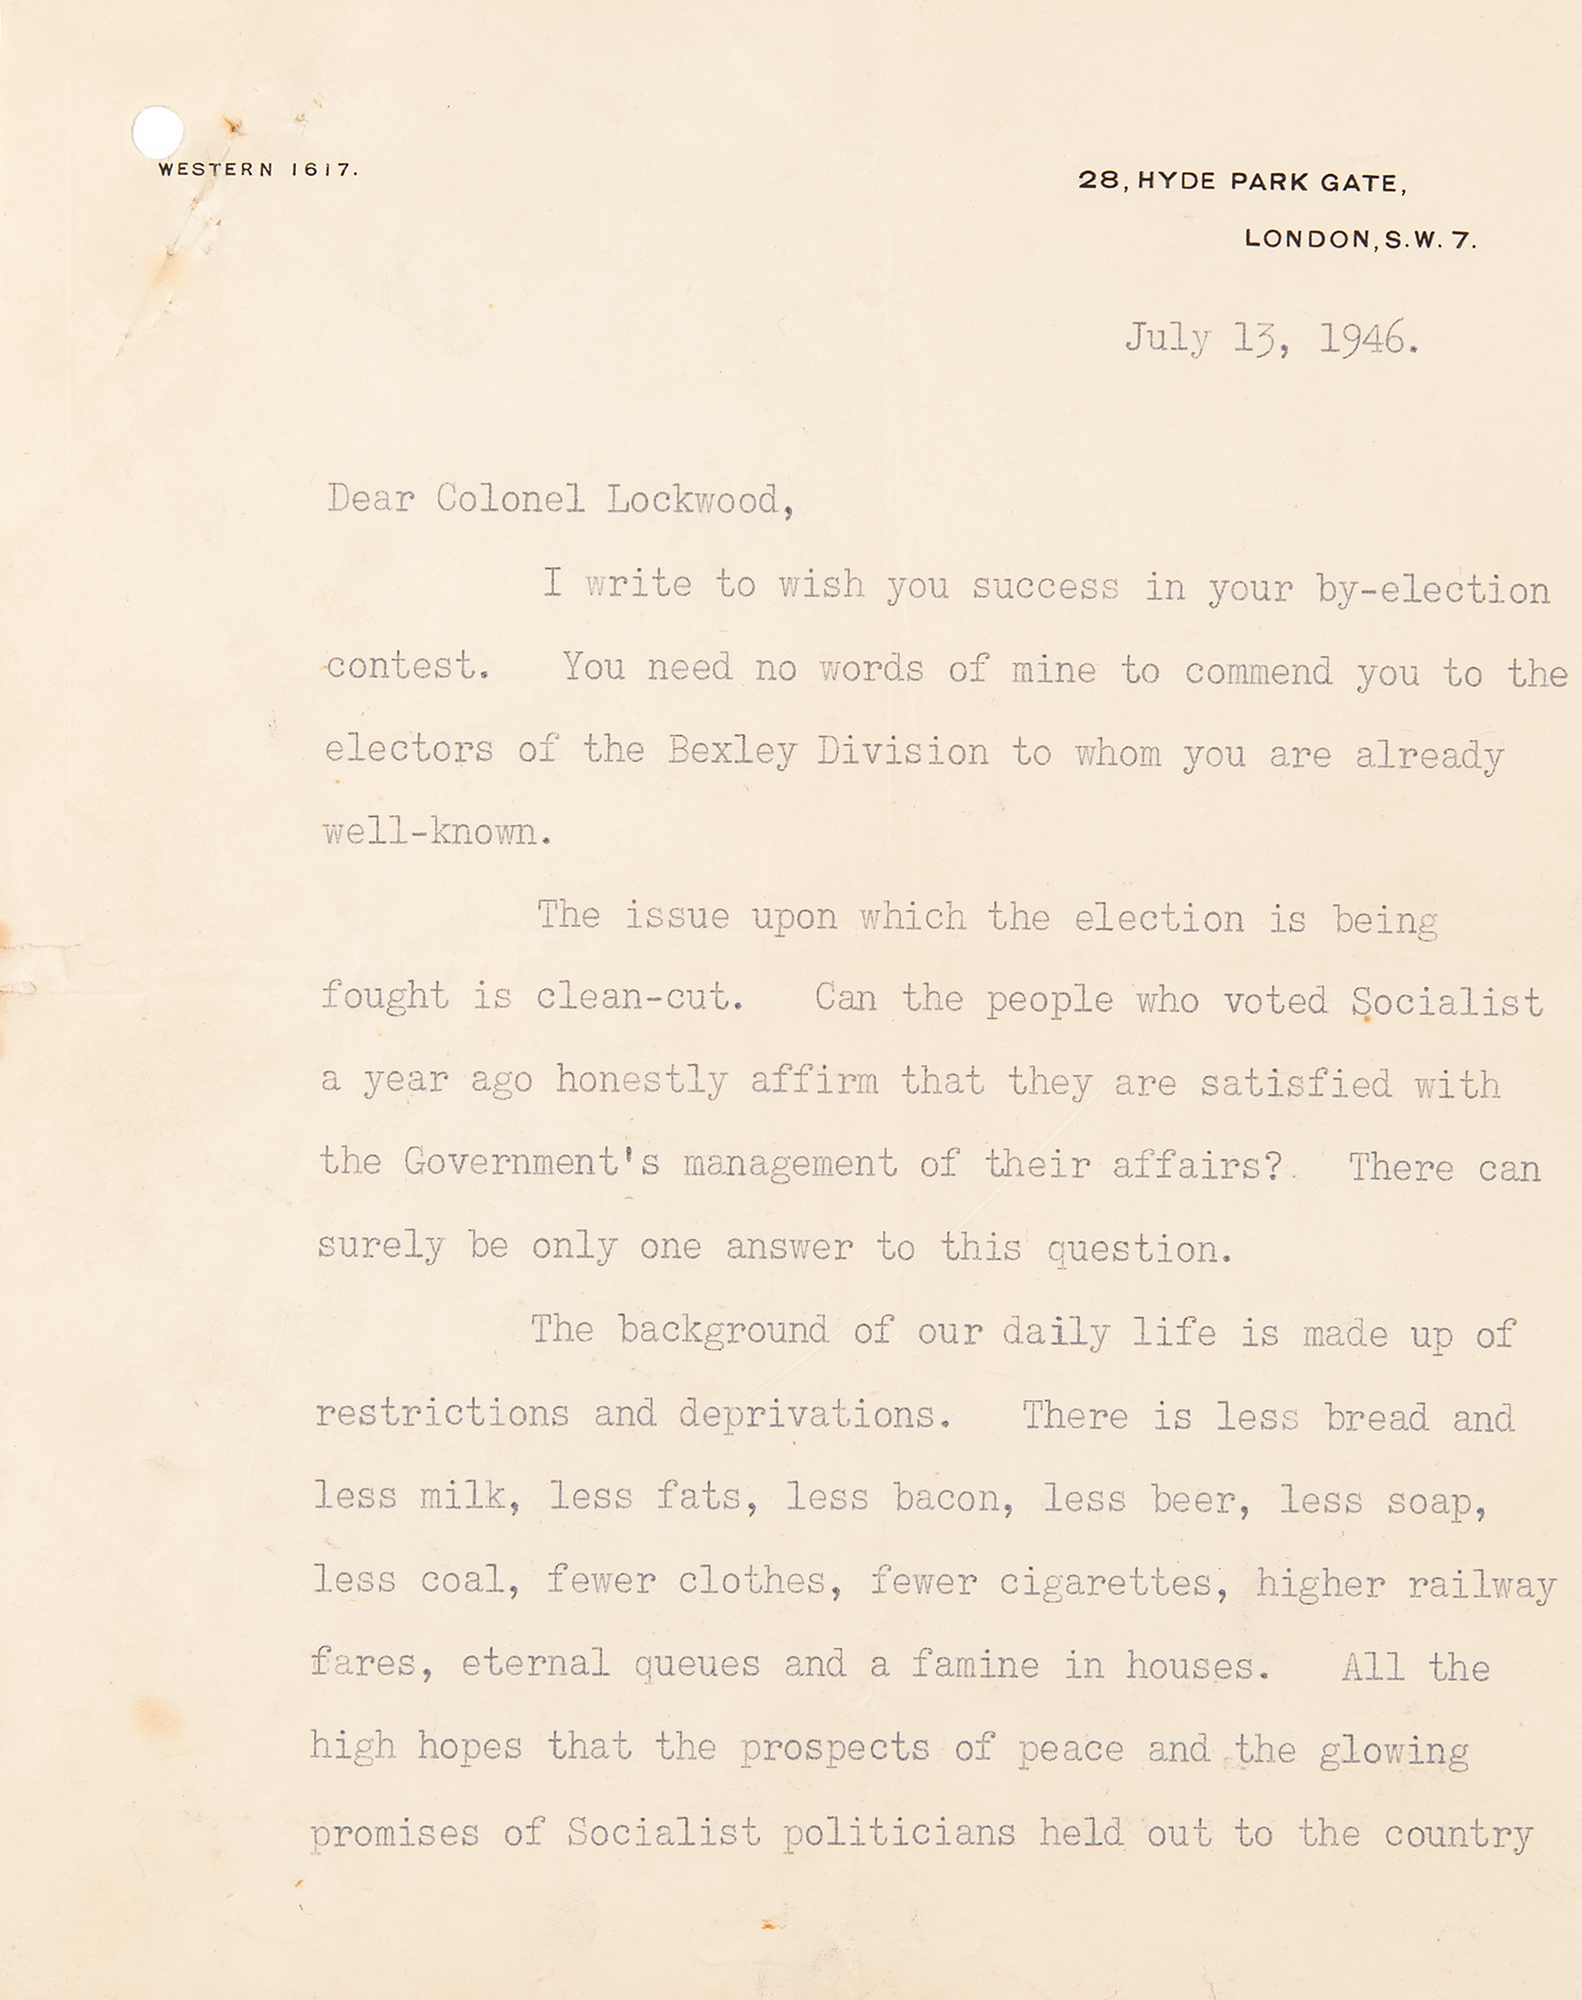 WESTERN 1617.
28, HYDE PARK GATE,
LONDON, S.W. 7.
July 13, 1946.
Dear Colonel Lockwood,
I write to wish you success in your by-election
contest. You need no words of mine to commend you to the
electors of the Bexley Division to whom you are already
well-known.
The issue upon which the election is being
fought is clean-cut. Can the people who voted Socialist
a year ago honestly affirm that they are satisfied with
the Government's management of their affairs? There can
surely be only one answer to this question.
The background of our daily life is made up of
restrictions and deprivations. There is less bread and
less milk, less fats, less bacon, less beer, less soap,
less coal, fewer clothes, fewer cigarettes, higher railway
fares, eternal queues and a famine in houses. All the
high hopes that the prospects of peace and the glowing
promises of Socialist politicians held out to the country